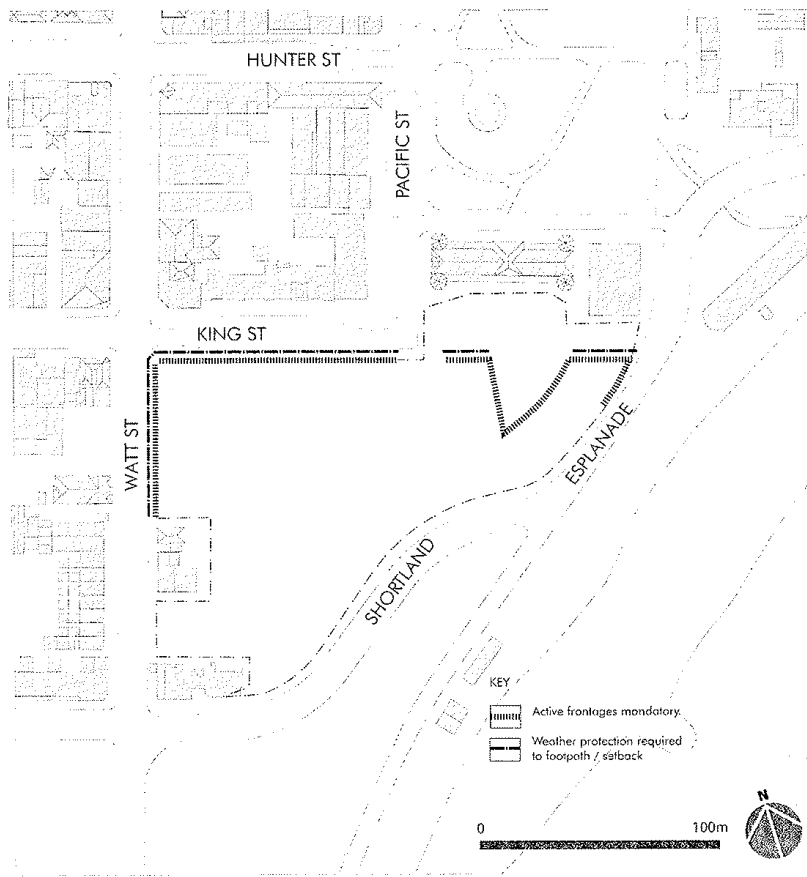 HUNTER ST
PACIFIC ST
KING ST
WATT ST
ESPLANADE
SHORTLAND
KEY
Active frontages mandatory.
Weather protection required
to footpath / setback
N
0 100m